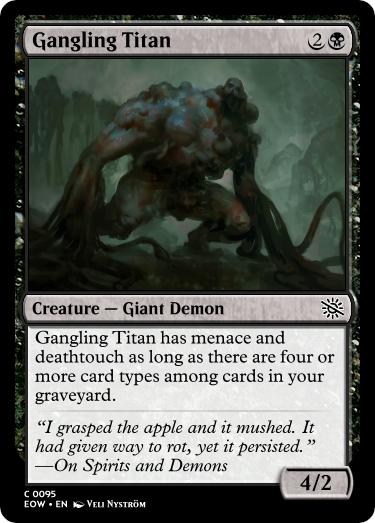 Gangling Titan 2
Creature — Giant Demon
Gangling Titan has menace and
deathtouch as long as there are four or
more card types among cards in your
graveyard.
“I grasped the apple and it mushed. It
had given way to rot, yet it persisted.”
—On Spirits and Demons
4/2
C 0095
EOW • EN Veli Nyström